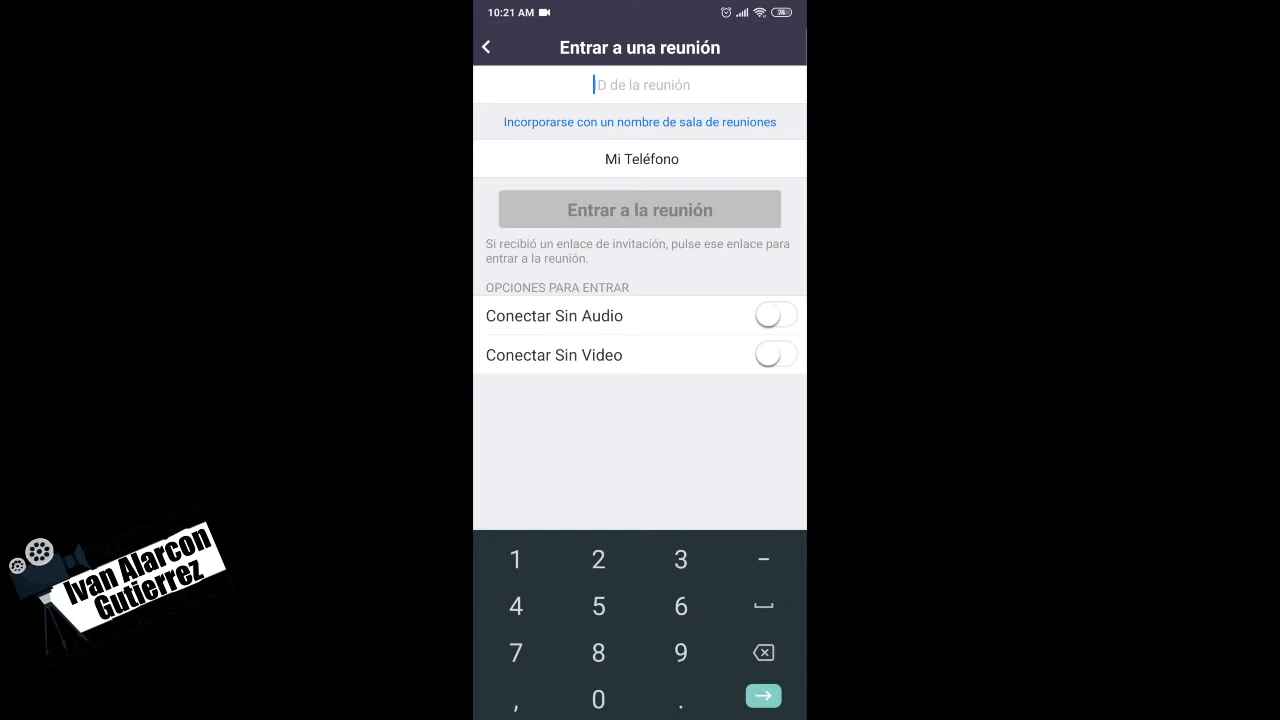 10:21 AM
74
Entrar a una reunión
ID de la reunión
Incorporarse con un nombre de sala de reuniones
Mi Teléfono
Entrar a la reunión
Si recibió un enlace de invitación, pulse ese enlace para
entrar a la reunión.
OPCIONES PARA ENTRAR
Conectar Sin Audio
Conectar Sin Video
1 2 3 -
4 5 6
7 8 9
, 0 .
Ivan Alarcon
Gutierrez